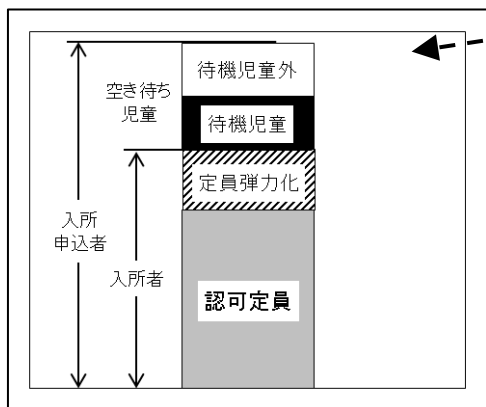 待機児童外
空き待ち
児童
待機児童
定員弾力化
入所
申込者
入所者
認可定員